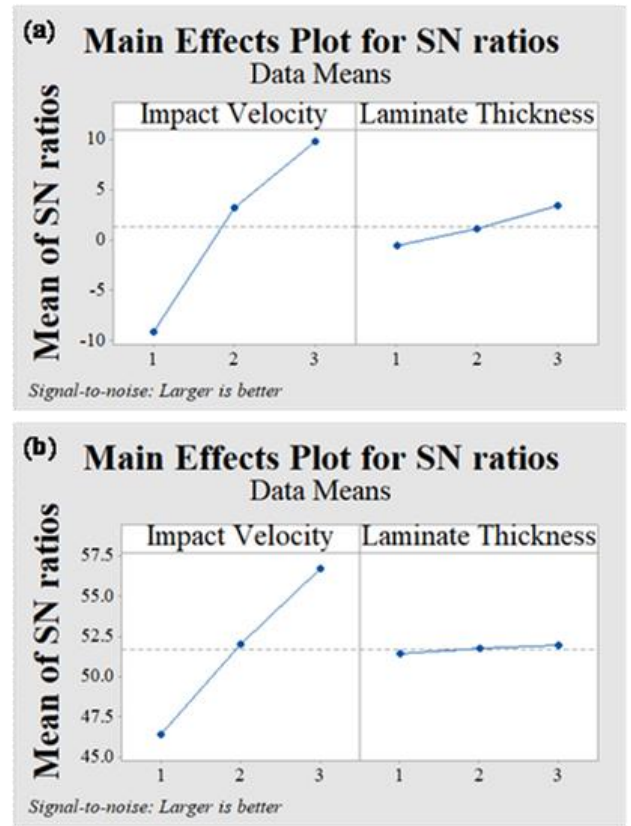 (a)
Main Effects Plot for SN ratios
Data Means
Impact Velocity Laminate Thickness
Mean of SN ratios
10
5
0
-5
-10
1 2 3 1 2 3
Signal-to-noise: Larger is better
(b)
Main Effects Plot for SN ratios
Data Means
Impact Velocity Laminate Thickness
Mean of SN ratios
57.5
55.0
52.5
50.0
47.5
45.0
1 2 3 1 2 3
Signal-to-noise: Larger is better